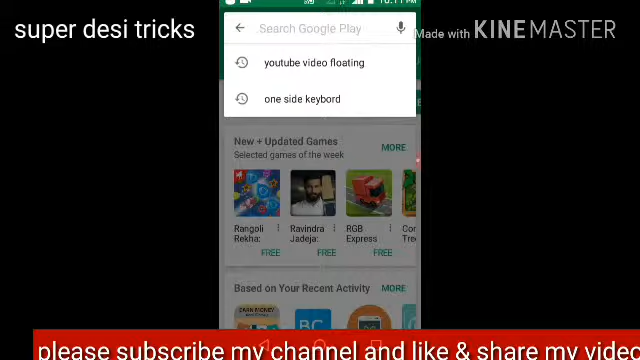 super desi tricks
Made with KINEMASTER
Search Google Play
youtube video floating
one side keybord
New + Updated Games
Selected games of the week
MORE
Rangoli Rekha:
FREE
Ravindra Jadeja:
FREE
RGB Express
FREE
Based on Your Recent Activity
MORE
please subscribe my channel and like & share my video